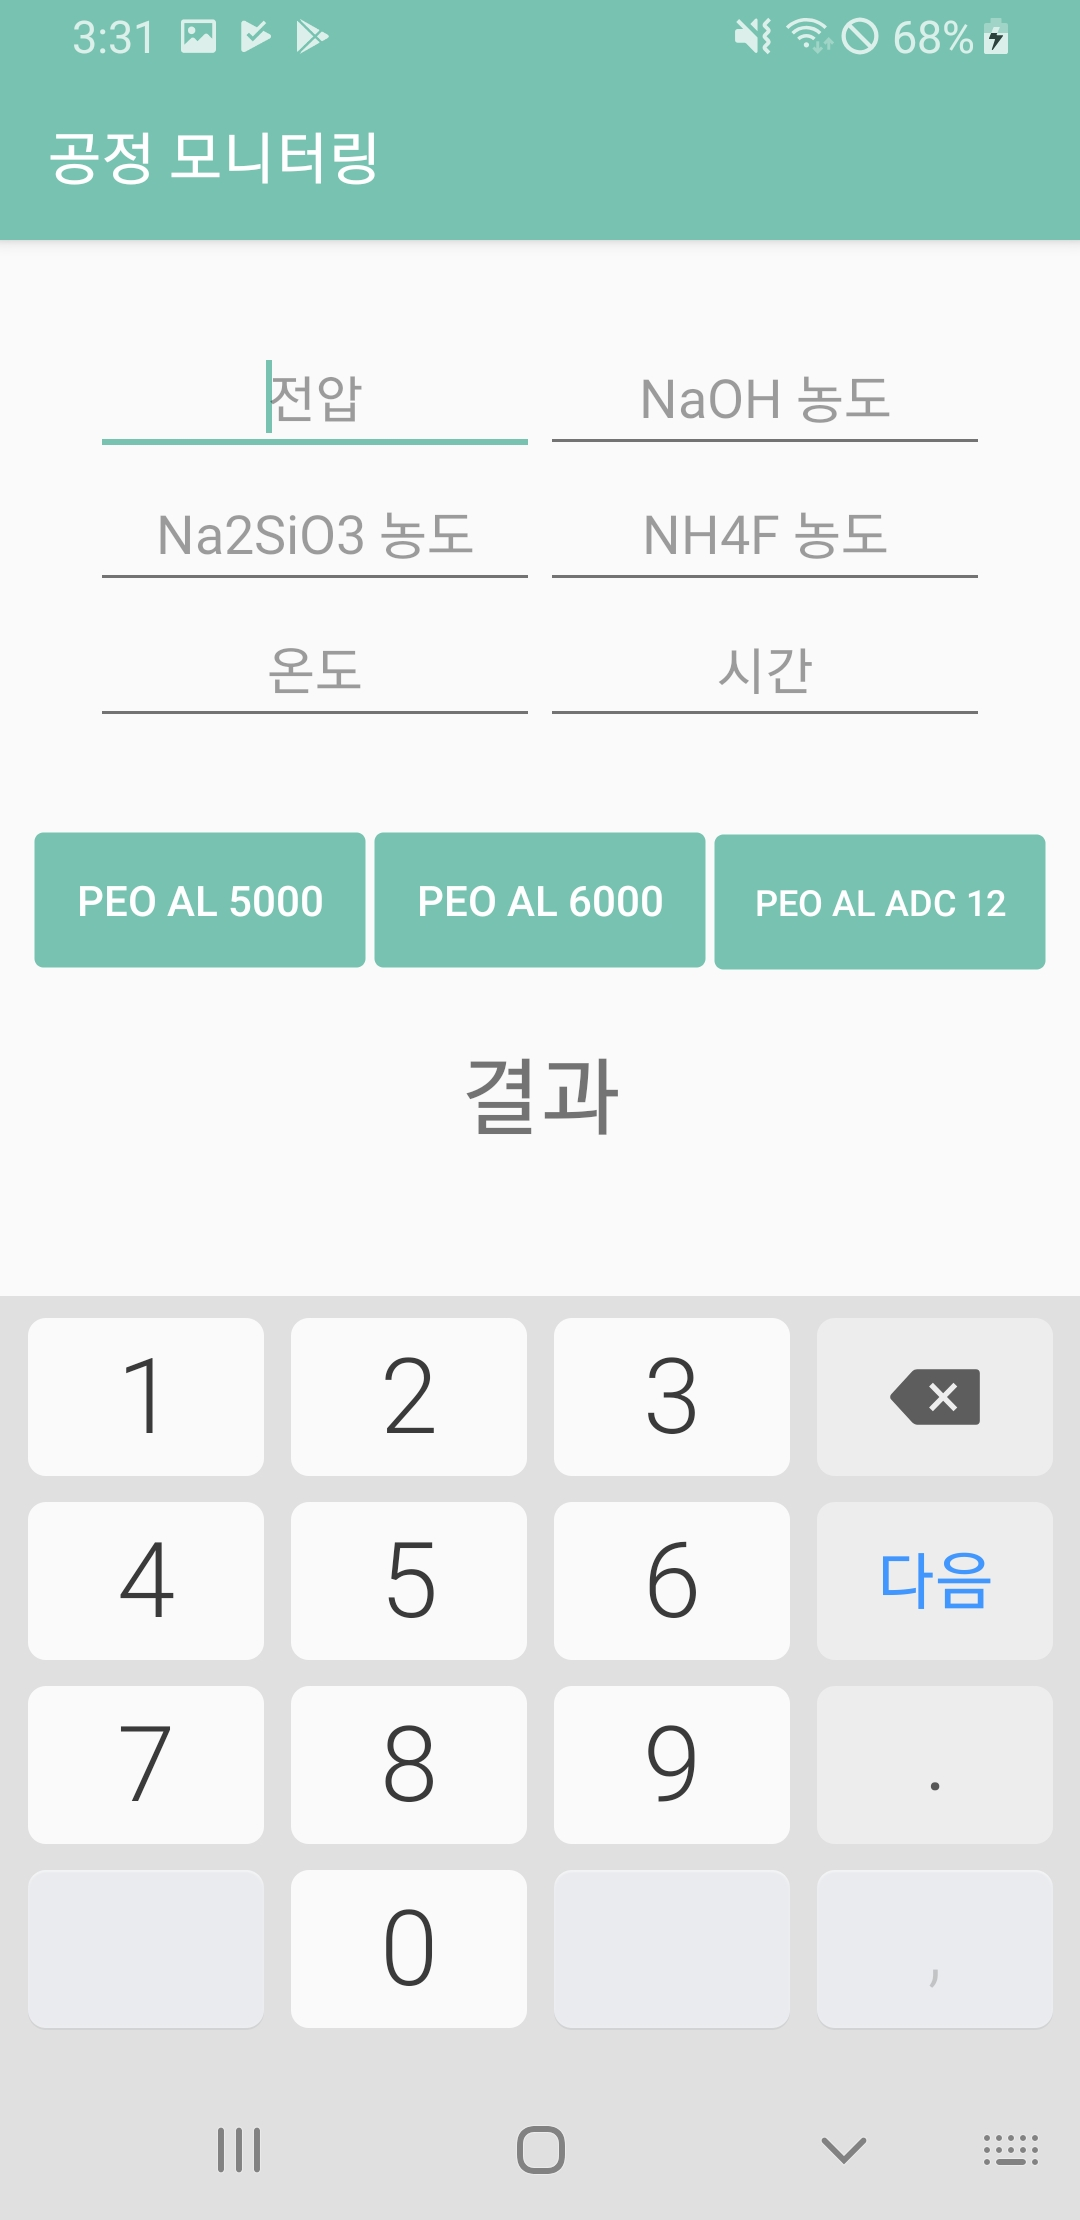 3:31 68%
공정 모니터링
전압 NaOH 농도
Na2SiO3 농도 NH4F 농도
온도 시간
PEO AL 5000 PEO AL 6000 PEO AL ADC 12
결과
1 2 3
4 5 6 다음
7 8 9 .
0 ,